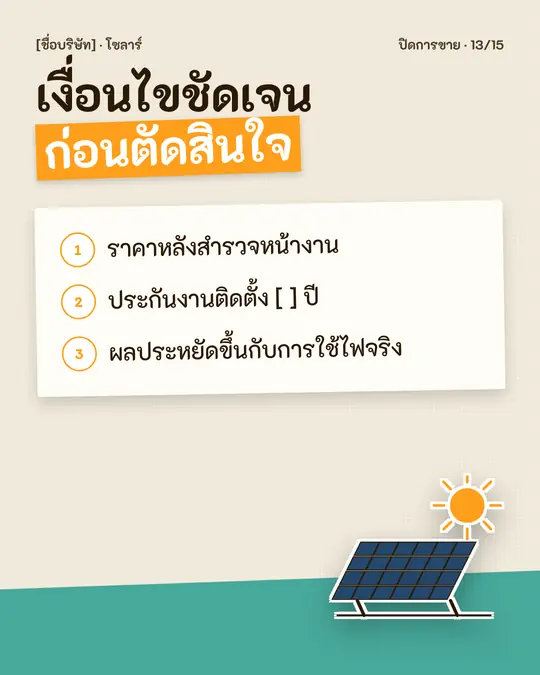 [ชื่อบริษัท] · โซลาร์
ปิดการขาย · 13/15
เงื่อนไขชัดเจน
ก่อนตัดสินใจ
1 ราคาหลังสำรวจหน้างาน
2 ประกันงานติดตั้ง [ ] ปี
3 ผลประหยัดขึ้นกับการใช้ไฟจริง